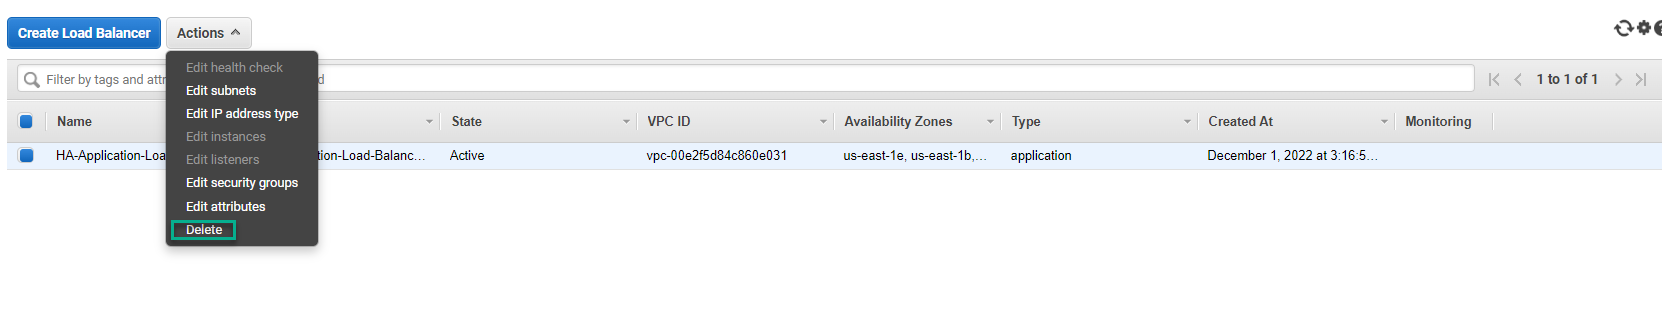 Create Load Balancer Actions
Edit health check
Edit subnets
Edit IP address type
Edit instances
Edit listeners
Edit security groups
Edit attributes
Delete
Filter by tags and attr d 1 to 1 of 1
Name State VPC ID Availability Zones Type Created At Monitoring
HA-Application-Loa tion-Load-Balanc... Active vpc-00e2f5d84c860e031 us-east-1e, us-east-1b,... application December 1, 2022 at 3:16:5...